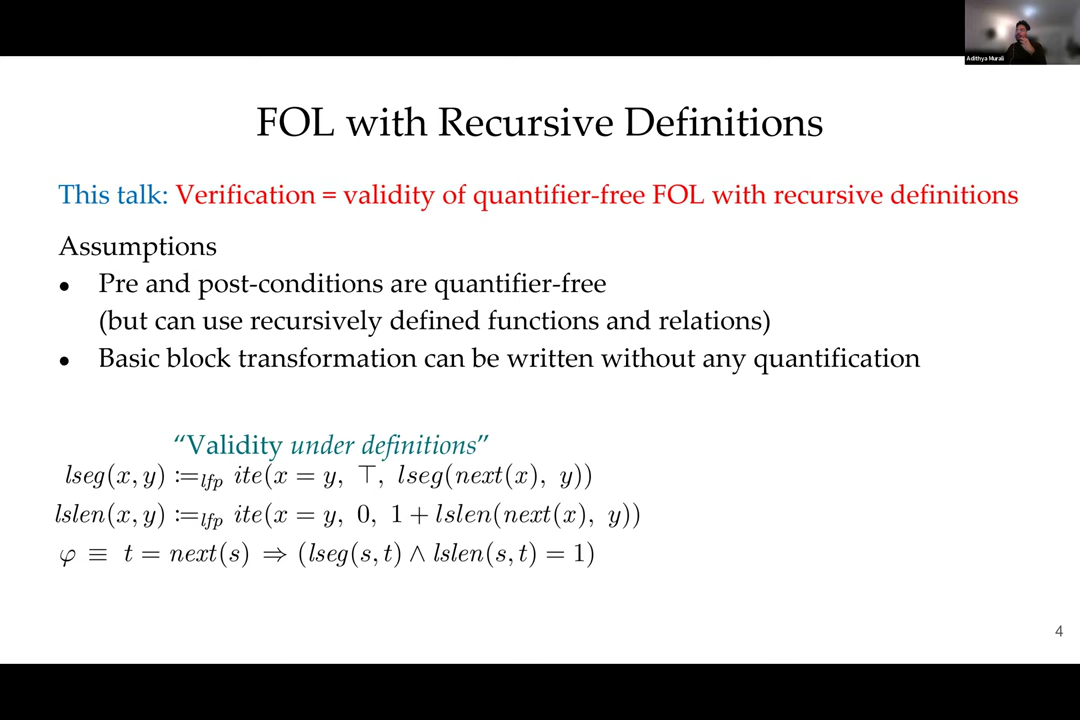 Adithya Murali
FOL with Recursive Definitions
This talk: Verification = validity of quantifier-free FOL with recursive definitions
Assumptions
• Pre and post-conditions are quantifier-free
(but can use recursively defined functions and relations)
• Basic block transformation can be written without any quantification
“Validity under definitions”
lseg(x, y) :=lfp ite(x = y, ⊤, lseg(next(x), y))
lslen(x, y) :=lfp ite(x = y, 0, 1 + lslen(next(x), y))
φ ≡ t = next(s) ⇒ (lseg(s, t) ∧ lslen(s, t) = 1)
4